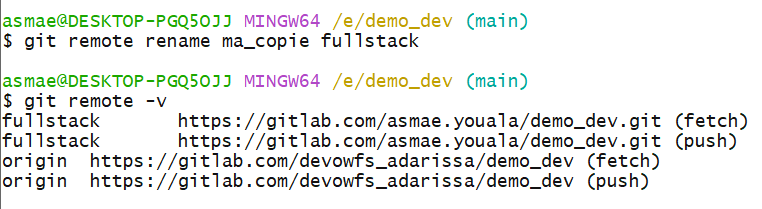 asmae@DESKTOP-PGQ5OJJ MINGW64 /e/demo_dev (main)
$ git remote rename ma_copie fullstack
asmae@DESKTOP-PGQ5OJJ MINGW64 /e/demo_dev (main)
$ git remote -v
fullstack       https://gitlab.com/asmae.youala/demo_dev.git (fetch)
fullstack       https://gitlab.com/asmae.youala/demo_dev.git (push)
origin  https://gitlab.com/devowfs_adarissa/demo_dev (fetch)
origin  https://gitlab.com/devowfs_adarissa/demo_dev (push)